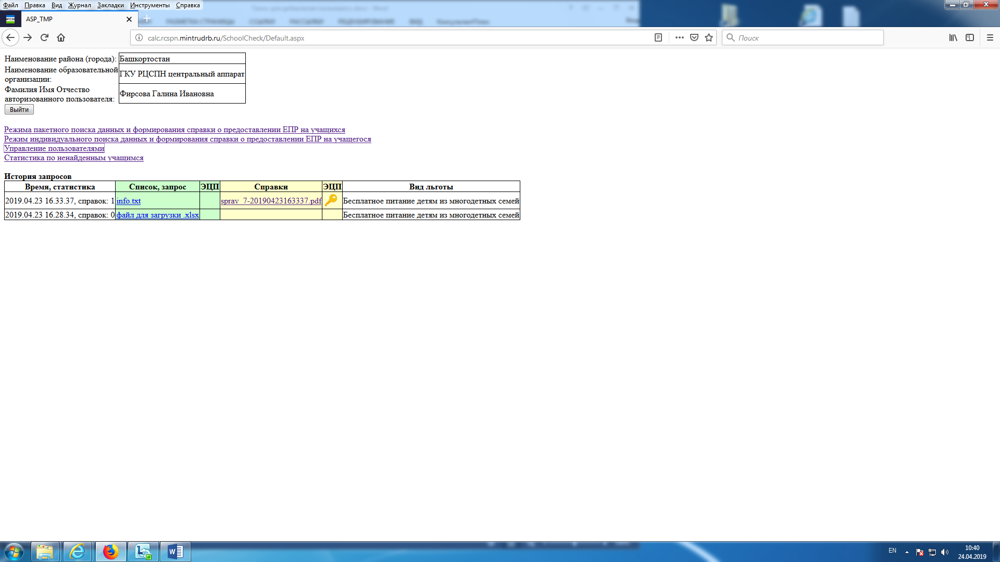 Файл Правка Вид Журнал Закладки Инструменты Справка
ASP_TMP
calc.rcspn.mintrudrb.ru/SchoolCheck/Default.aspx
Поиск
Наименование района (города): Башкортостан
Наименование образовательной
организации:
ГКУ РЦСПН центральный аппарат
Фамилия Имя Отчество
авторизованного пользователя:
Фирсова Галина Ивановна
Выйти
Режима пакетного поиска данных и формирования справки о предоставлении ЕПР на учащихся
Режим индивидуального поиска данных и формирования справки о предоставлении ЕПР на учащегося
Управление пользователями
Статистика по ненайденным учащимся
История запросов
Время, статистика Список, запрос ЭЦП Справки ЭЦП Вид льготы
2019.04.23 16.33.37, справок: 1 info.txt sprav_7-20190423163337.pdf Бесплатное питание детям из многодетных семей
2019.04.23 16.28.34, справок: 0 файл для загрузки .xlsx Бесплатное питание детям из многодетных семей
EN
10:40
24.04.2019